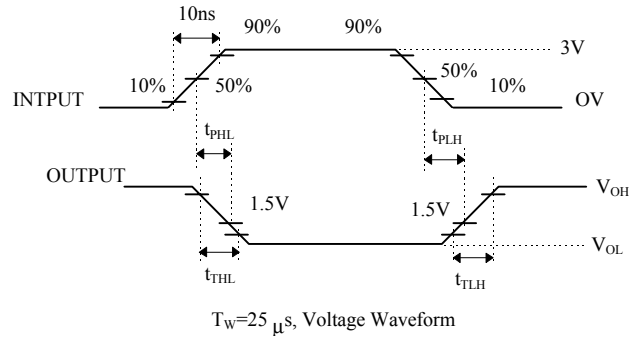 10ns
90% 90%
3V
10% 50% 50% 10%
INTPUT OV
tPHL tPLH
OUTPUT VOH
1.5V 1.5V
VOL
tTHL tTLH
TW=25 μs, Voltage Waveform